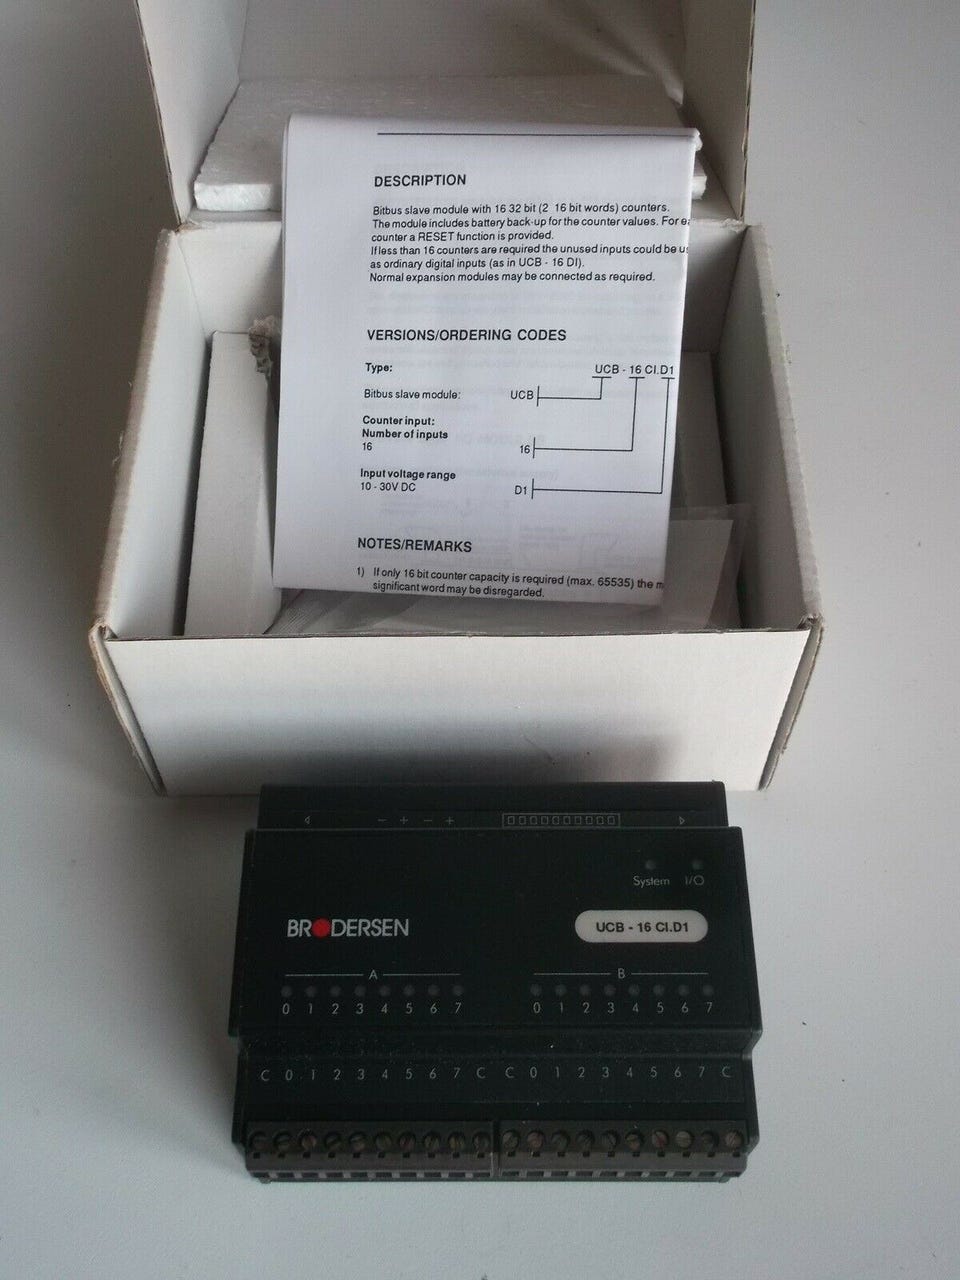 DESCRIPTION
Bitbus slave module with 16 32 bit (2 16 bit words) counters.
The module includes battery back-up for the counter values. For
counter a RESET function is provided.
If less than 16 counters are required the unused inputs could be
as ordinary digital inputs (as in UCB - 16 DI).
Normal expansion modules may be connected as required.
VERSIONS/ORDERING CODES
Type: UCB - 16 CI.D1
Bitbus slave module: UCB
Counter input:
Number of inputs
16 16
Input voltage range
10 - 30V DC D1
NOTES/REMARKS
1) If only 16 bit counter capacity is required (max. 65535) the
significant word may be disregarded.
- + - +
System I/O
BRODERSEN UCB - 16 CI.D1
A B
0 1 2 3 4 5 6 7 0 1 2 3 4 5 6 7
C 0 1 2 3 4 5 6 7 C C 0 1 2 3 4 5 6 7 C